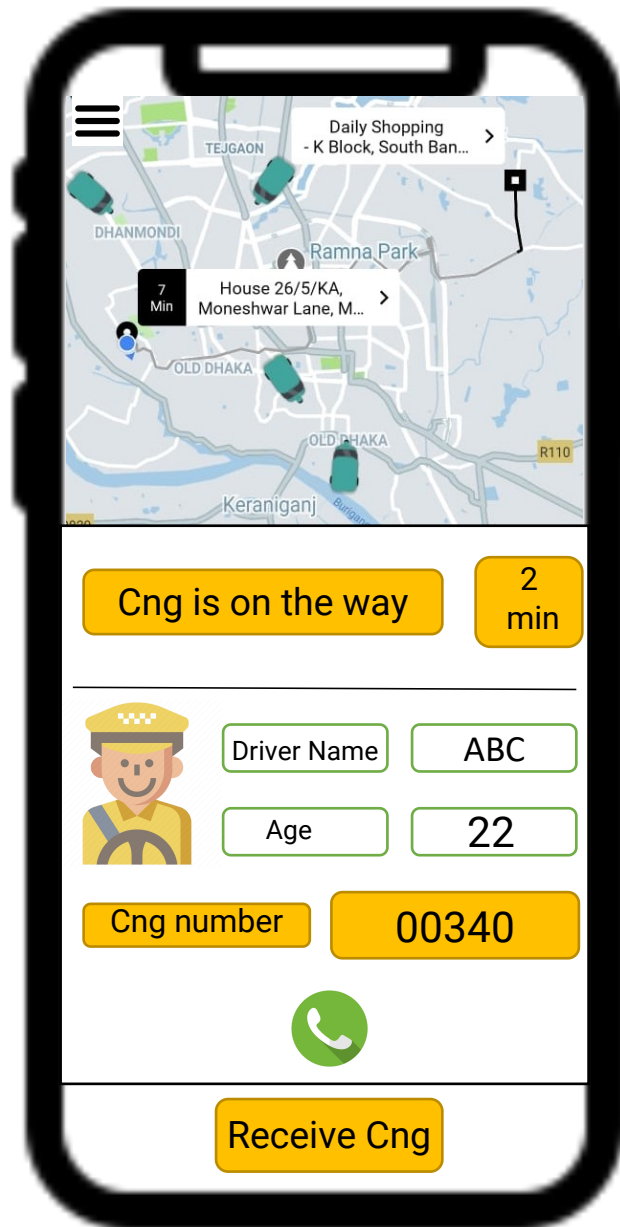 Daily Shopping
- K Block, South Ban...
TEJGAON
DHANMONDI
Ramna Park
7
Min
House 26/5/KA,
Moneshwar Lane, M...
OLD DHAKA
OLD DHAKA
R110
Keraniganj
Cng is on the way
2
min
Driver Name
ABC
Age
22
Cng number
00340
Receive Cng